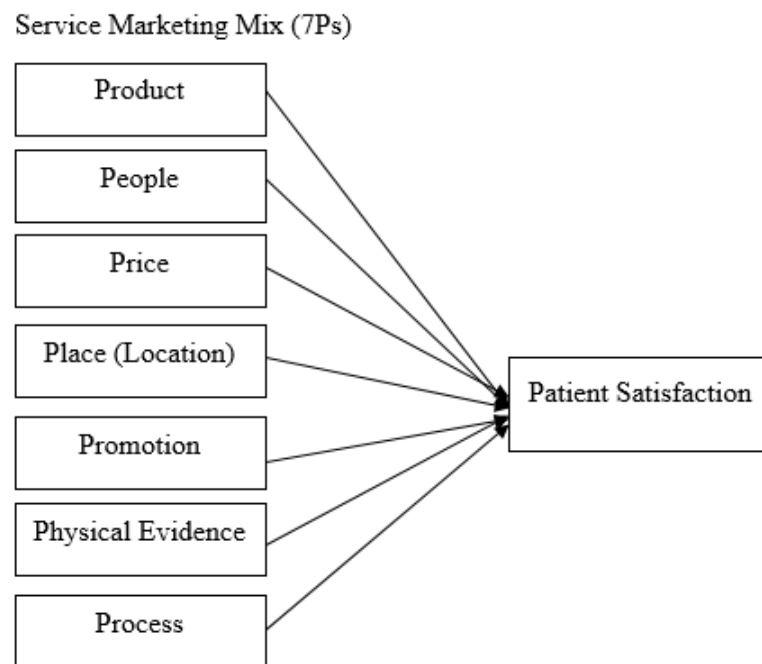 Service Marketing Mix (7Ps)
Product
People
Price
Place (Location)
Promotion
Physical Evidence
Process
Patient Satisfaction